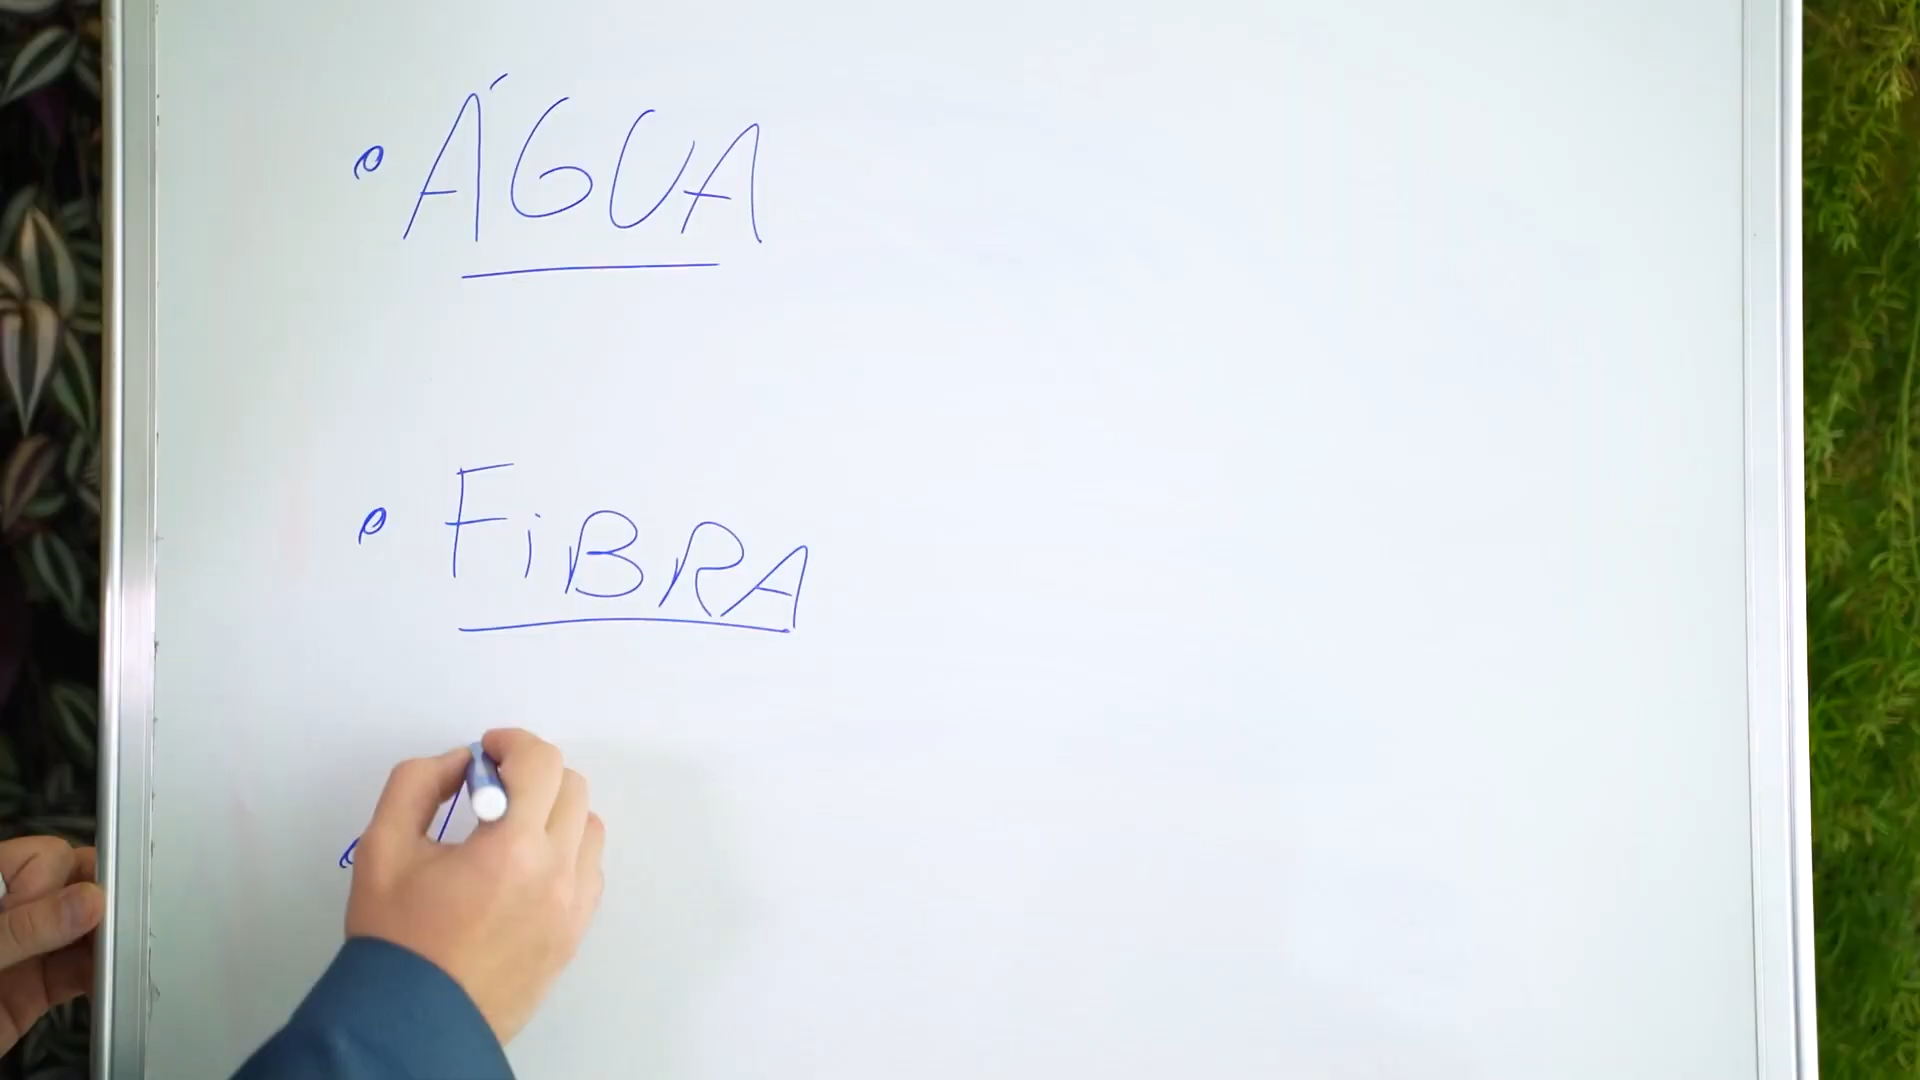 • ÁGUA
• FiBRA
•